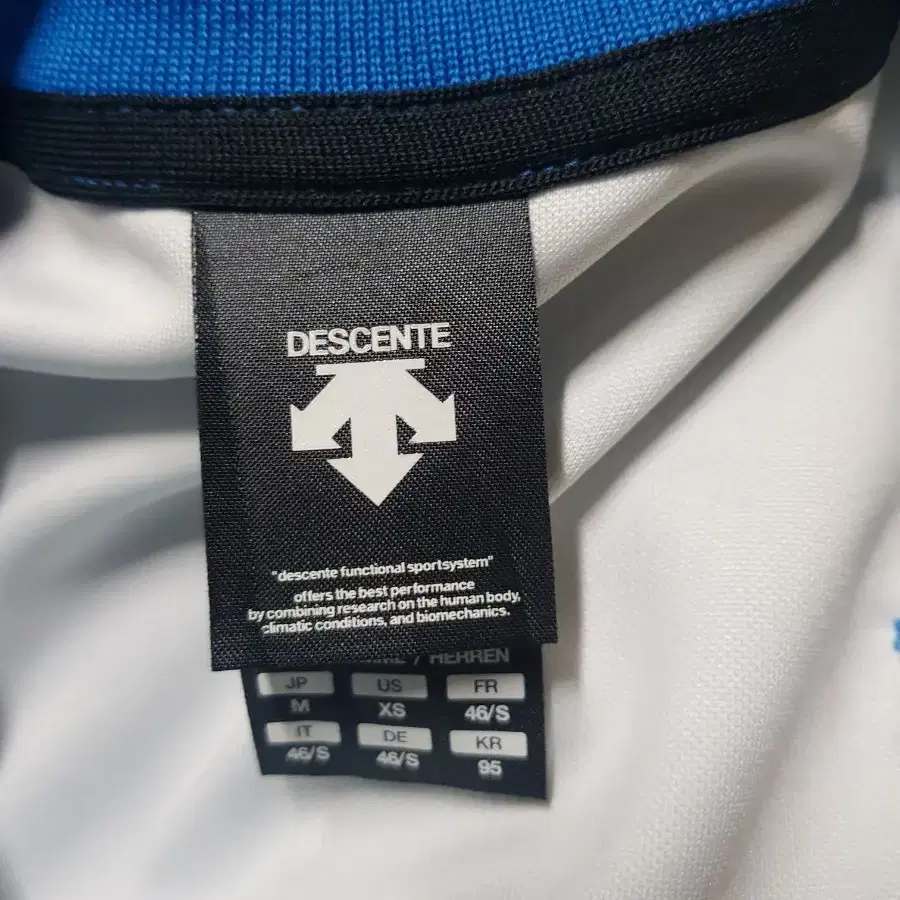 DESCENTE
"descente functional sportsystem"
offers the best performance
by combining research on the human body,
climatic conditions, and biomechanics.
/ HERREN
JP US FR
M XS 46/S
IT DE KR
46/S 46/S 95